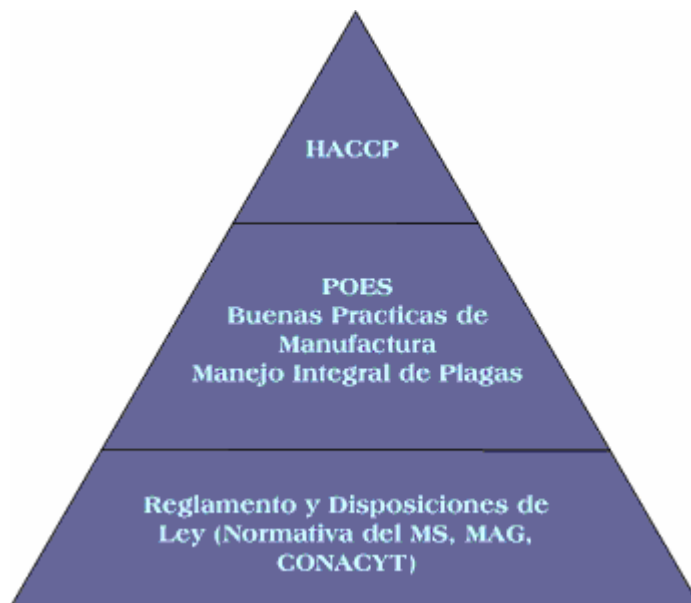 HACCP
POES
Buenas Practicas de
Manufactura
Manejo Integral de Plagas
Reglamento y Disposiciones de
Ley (Normativa del MS, MAG,
CONACYT)